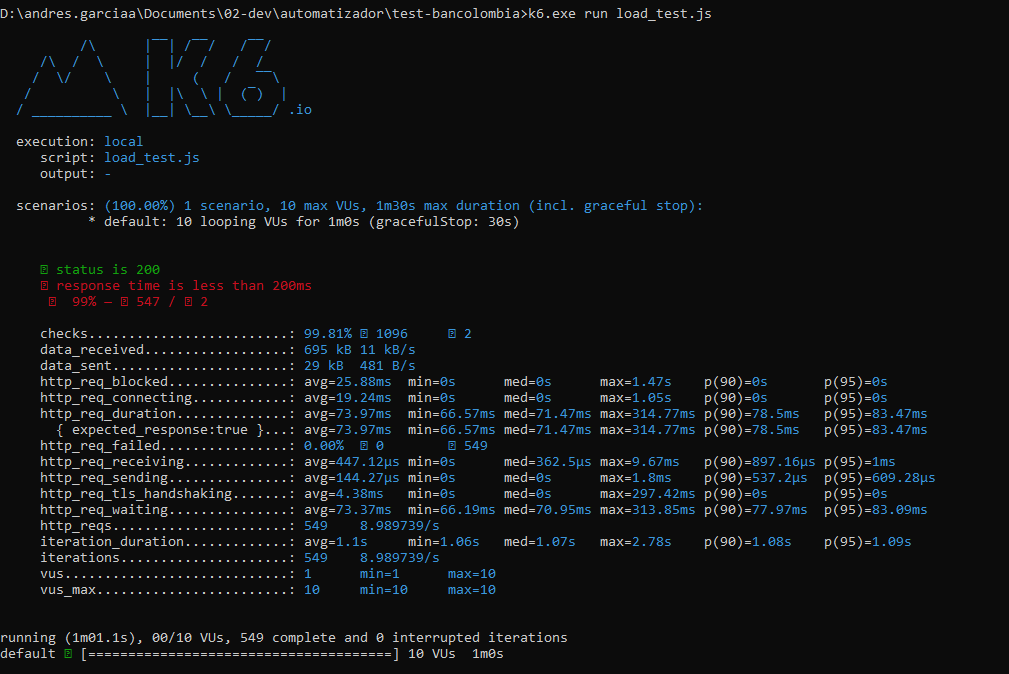 D:\andres.garciaa\Documents\02-dev\automatizador\test-bancolombia>k6.exe run load_test.js
K6
.io
execution: local
script: load_test.js
output: -
scenarios: (100.00%) 1 scenario, 10 max VUs, 1m30s max duration (incl. graceful stop):
* default: 10 looping VUs for 1m0s (gracefulStop: 30s)
status is 200
response time is less than 200ms
99% — 547 / 2
checks.........................: 99.81% 1096 2
data_received..................: 695 kB 11 kB/s
data_sent......................: 29 kB 481 B/s
http_req_blocked...............: avg=25.88ms min=0s med=0s max=1.47s p(90)=0s p(95)=0s
http_req_connecting............: avg=19.24ms min=0s med=0s max=1.05s p(90)=0s p(95)=0s
http_req_duration..............: avg=73.97ms min=66.57ms med=71.47ms max=314.77ms p(90)=78.5ms p(95)=83.47ms
{ expected_response:true }...: avg=73.97ms min=66.57ms med=71.47ms max=314.77ms p(90)=78.5ms p(95)=83.47ms
http_req_failed................: 0.00% 0 549
http_req_receiving.............: avg=447.12µs min=0s med=362.5µs max=9.67ms p(90)=897.16µs p(95)=1ms
http_req_sending...............: avg=144.27µs min=0s med=0s max=1.8ms p(90)=537.2µs p(95)=609.28µs
http_req_tls_handshaking.......: avg=4.38ms min=0s med=0s max=297.42ms p(90)=0s p(95)=0s
http_req_waiting...............: avg=73.37ms min=66.19ms med=70.95ms max=313.85ms p(90)=77.97ms p(95)=83.09ms
http_reqs......................: 549 8.989739/s
iteration_duration.............: avg=1.1s min=1.06s med=1.07s max=2.78s p(90)=1.08s p(95)=1.09s
iterations.....................: 549 8.989739/s
vus............................: 1 min=1 max=10
vus_max........................: 10 min=10 max=10
running (1m01.1s), 00/10 VUs, 549 complete and 0 interrupted iterations
default [======================================] 10 VUs 1m0s